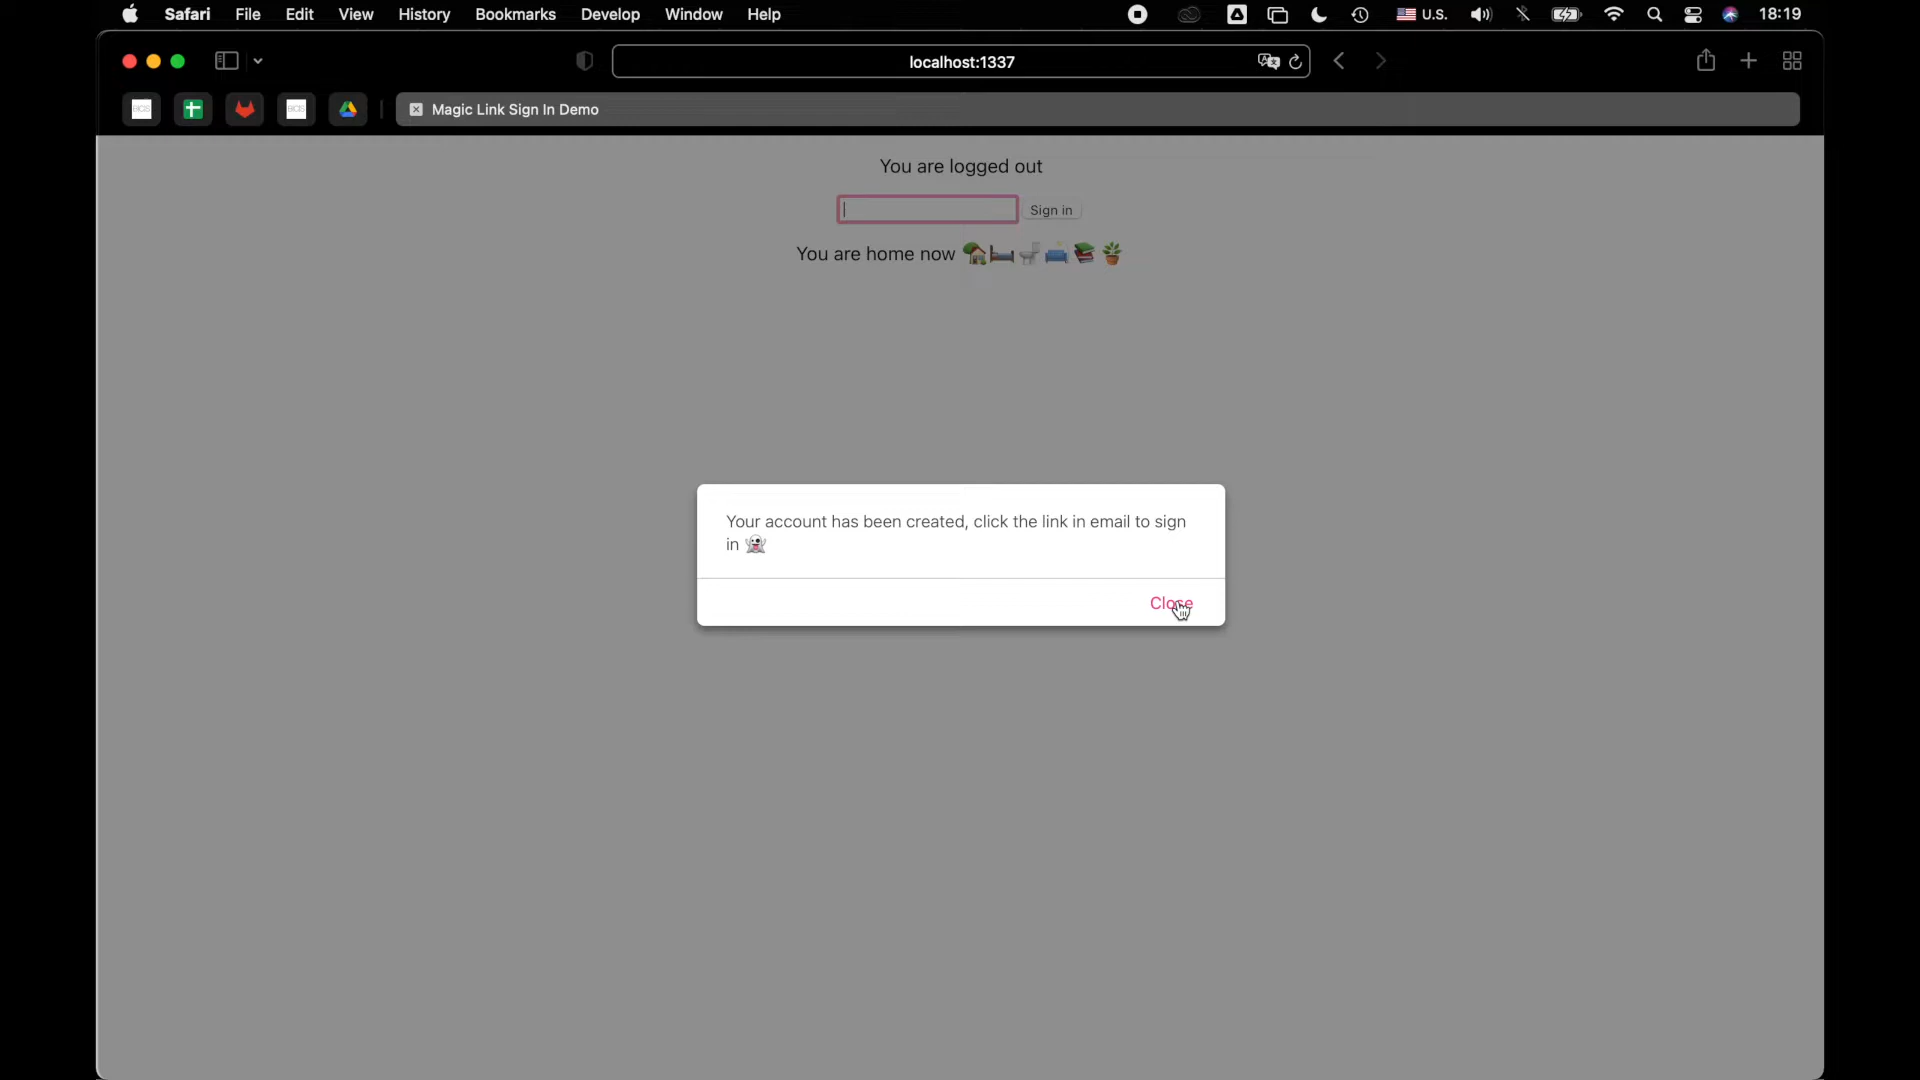 Safari File Edit View History Bookmarks Develop Window Help U.S. 18:19
localhost:1337
Magic Link Sign In Demo
You are logged out
Sign in
You are home now 🏡🛏🚽🛋📚🪴
Your account has been created, click the link in email to sign
in 👻
Close